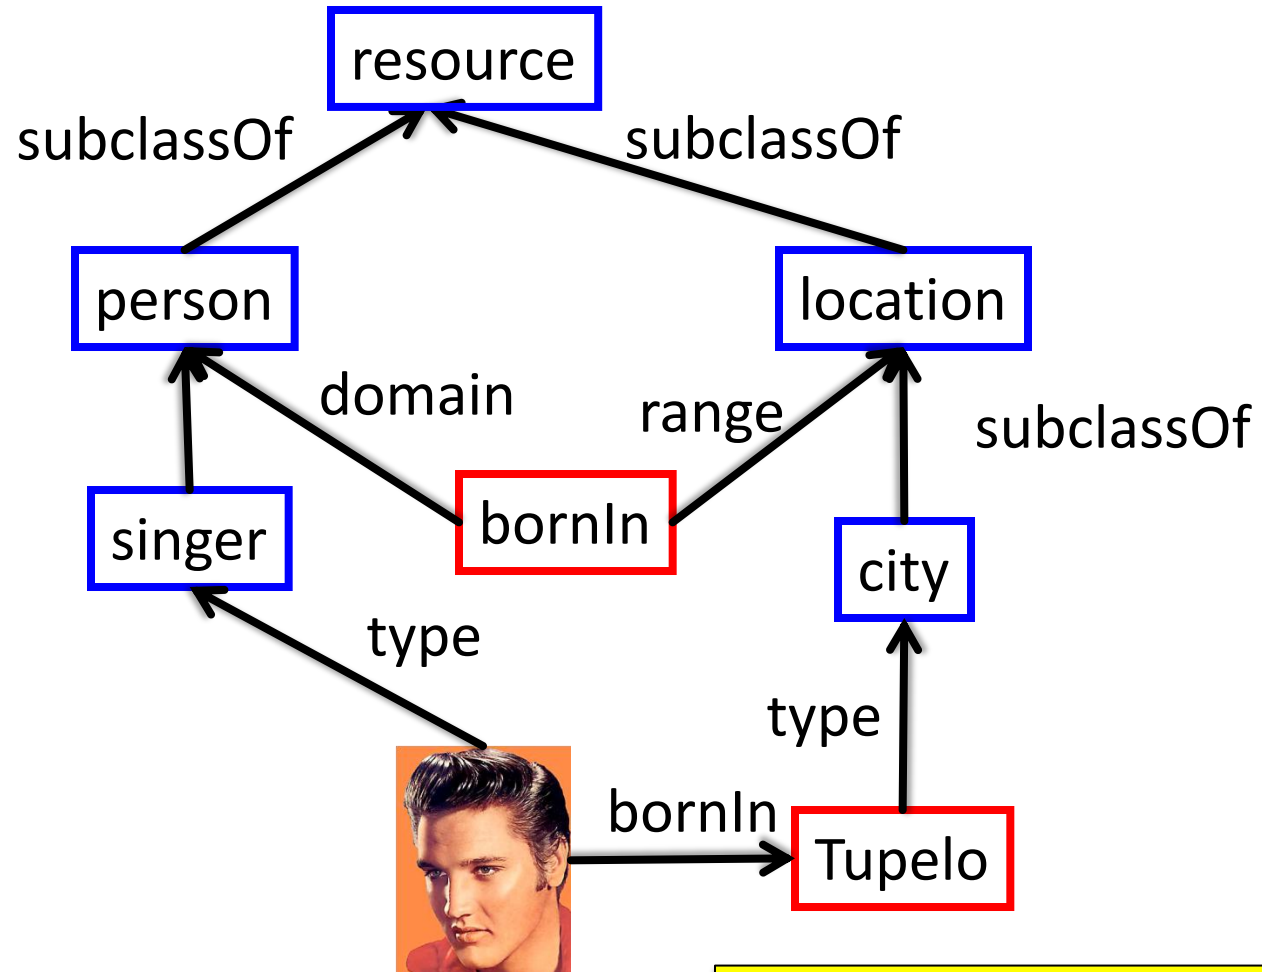 resource
subclassOf
subclassOf
person
location
domain
range
subclassOf
bornIn
singer
city
type
type
bornIn
Tupelo